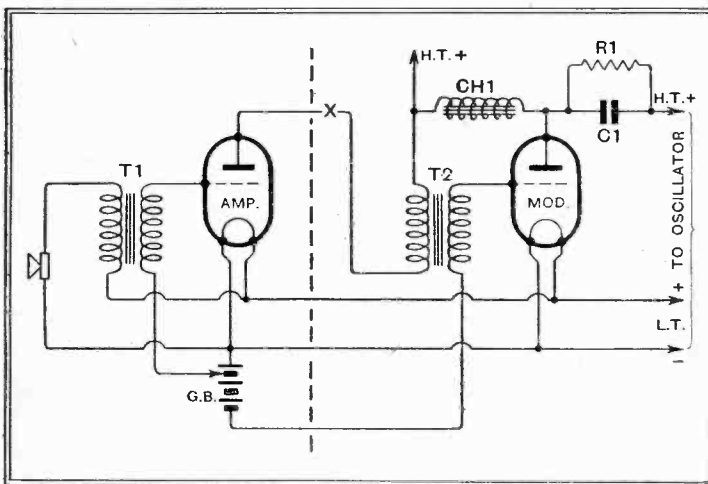 R1
H.T.+
CH1
H.T.+
C1
X
T1
T2
AMP.
MOD.
TO OSCILLATOR
+
L.T.
-
G.B.